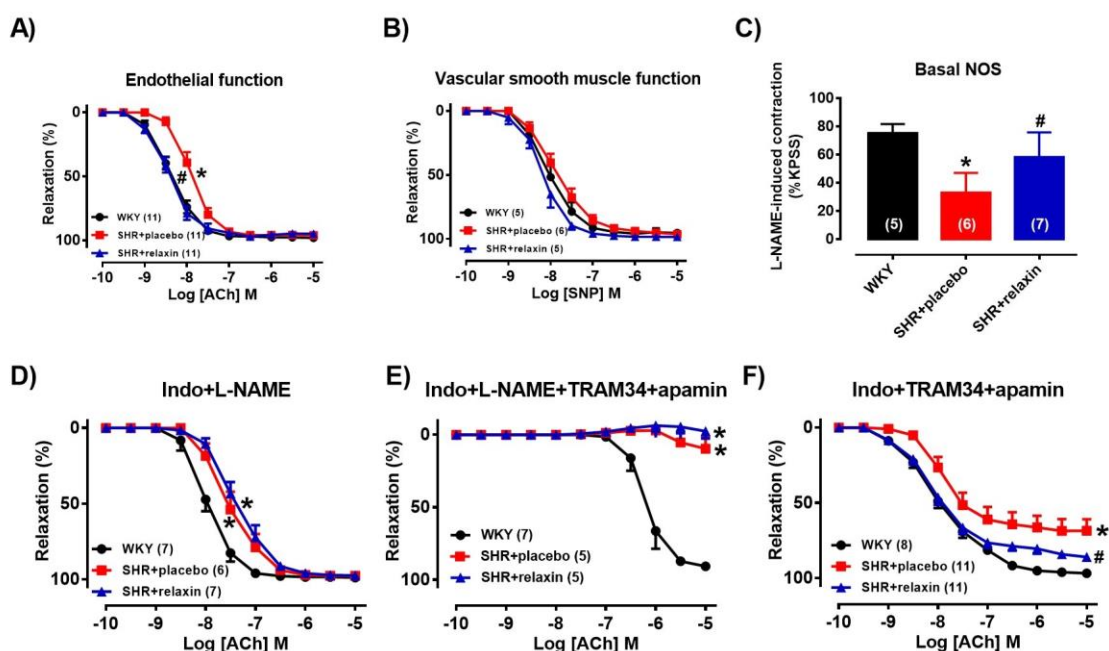 A)
Endothelial function
Relaxation (%)
0
50
100
* 
#
WKY (11)
SHR+placebo (11)
SHR+relaxin (11)
-10 -9 -8 -7 -6 -5
Log [ACh] M
B)
Vascular smooth muscle function
Relaxation (%)
0
50
100
WKY (5)
SHR+placebo (6)
SHR+relaxin (5)
-10 -9 -8 -7 -6 -5
Log [SNP] M
C)
Basal NOS
L-NAME-induced contraction
(% KPSS)
100
80
60
40
20
0
*
#
(5) (6) (7)
WKY
SHR+placebo
SHR+relaxin
D)
Indo+L-NAME
Relaxation (%)
0
50
100
*
*
WKY (7)
SHR+placebo (6)
SHR+relaxin (7)
-10 -9 -8 -7 -6 -5
Log [ACh] M
E)
Indo+L-NAME+TRAM34+apamin
Relaxation (%)
0
50
100
*
*
WKY (7)
SHR+placebo (5)
SHR+relaxin (5)
-10 -9 -8 -7 -6 -5
Log [ACh] M
F)
Indo+TRAM34+apamin
Relaxation (%)
0
50
100
*
#
WKY (8)
SHR+placebo (11)
SHR+relaxin (11)
-10 -9 -8 -7 -6 -5
Log [ACh] M